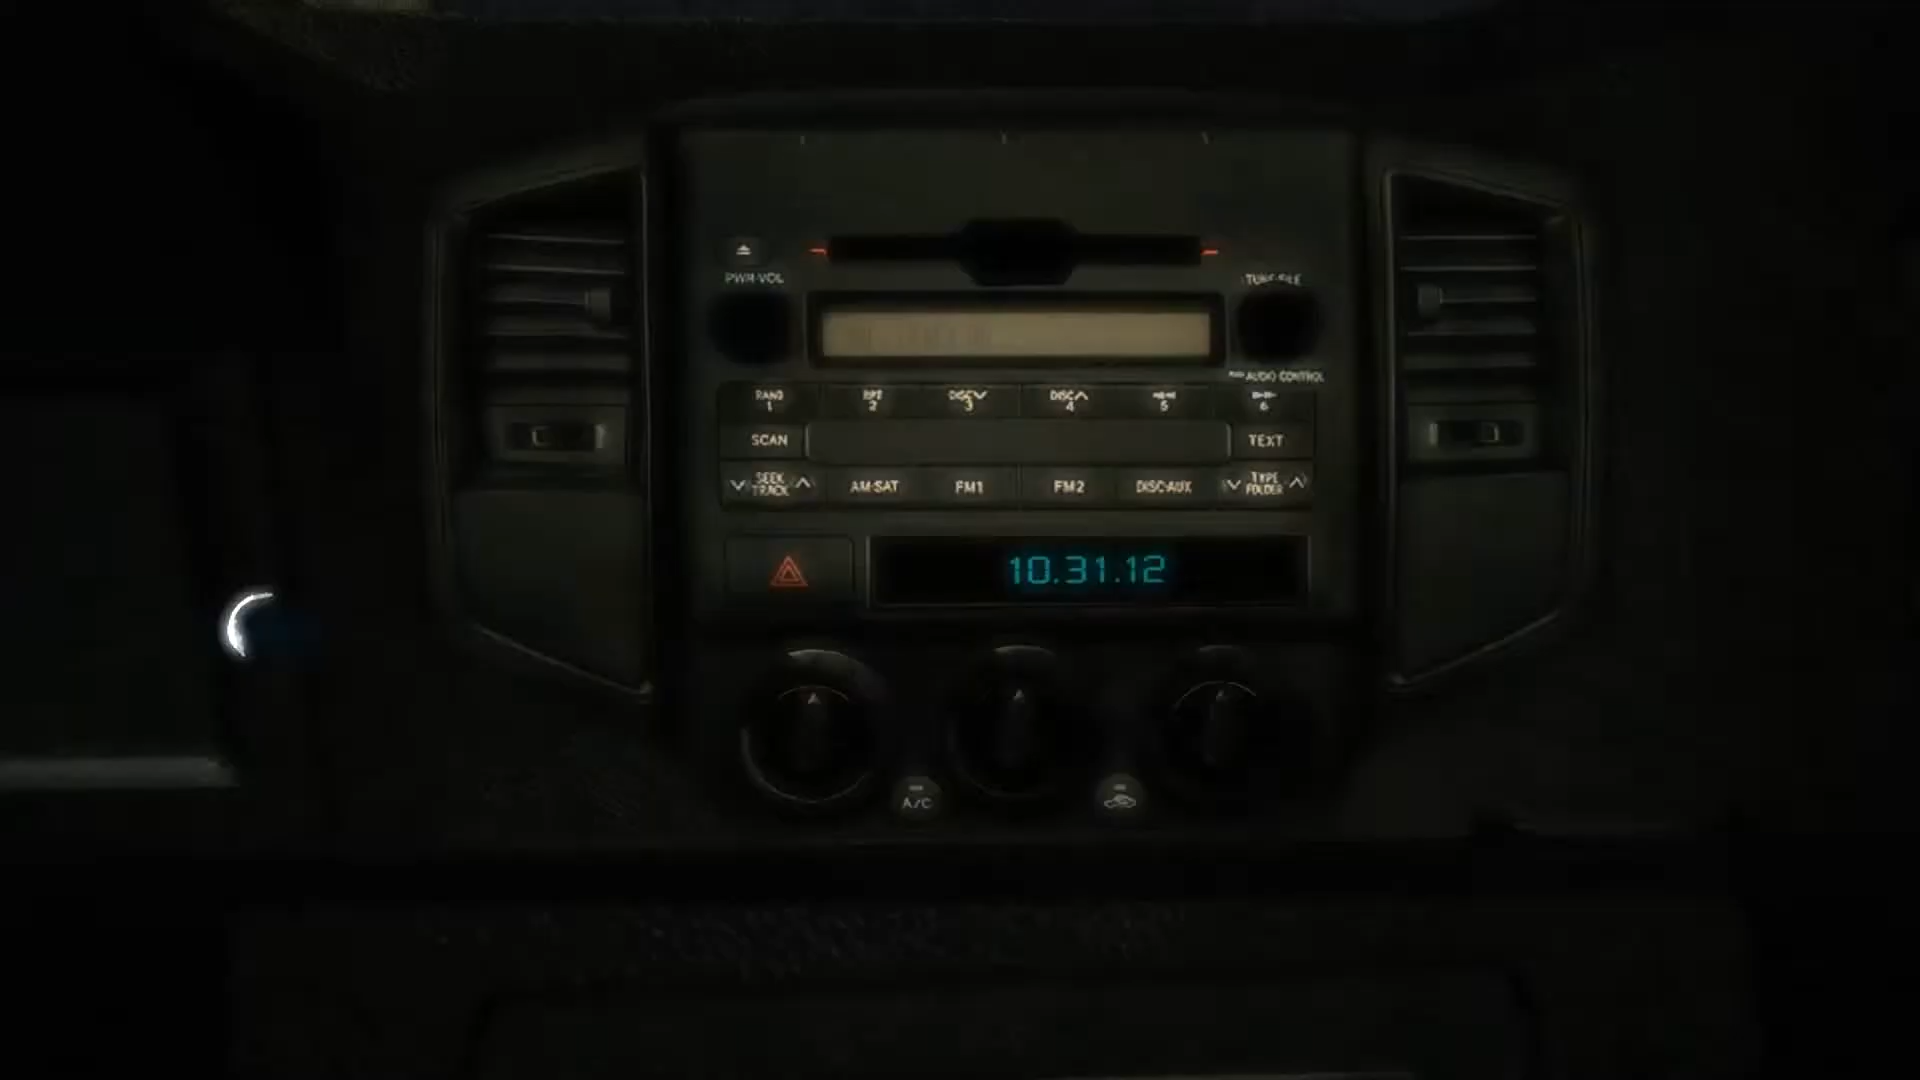 PWR·VOL
TUNE·FILE
AUDIO CONTROL
RAND 1
RPT 2
DISC 3
DISC 4
5
6
SCAN
TEXT
SEEK TRACK
AM·SAT
FM1
FM2
DISC·AUX
TYPE FOLDER
10.31.12
A/C